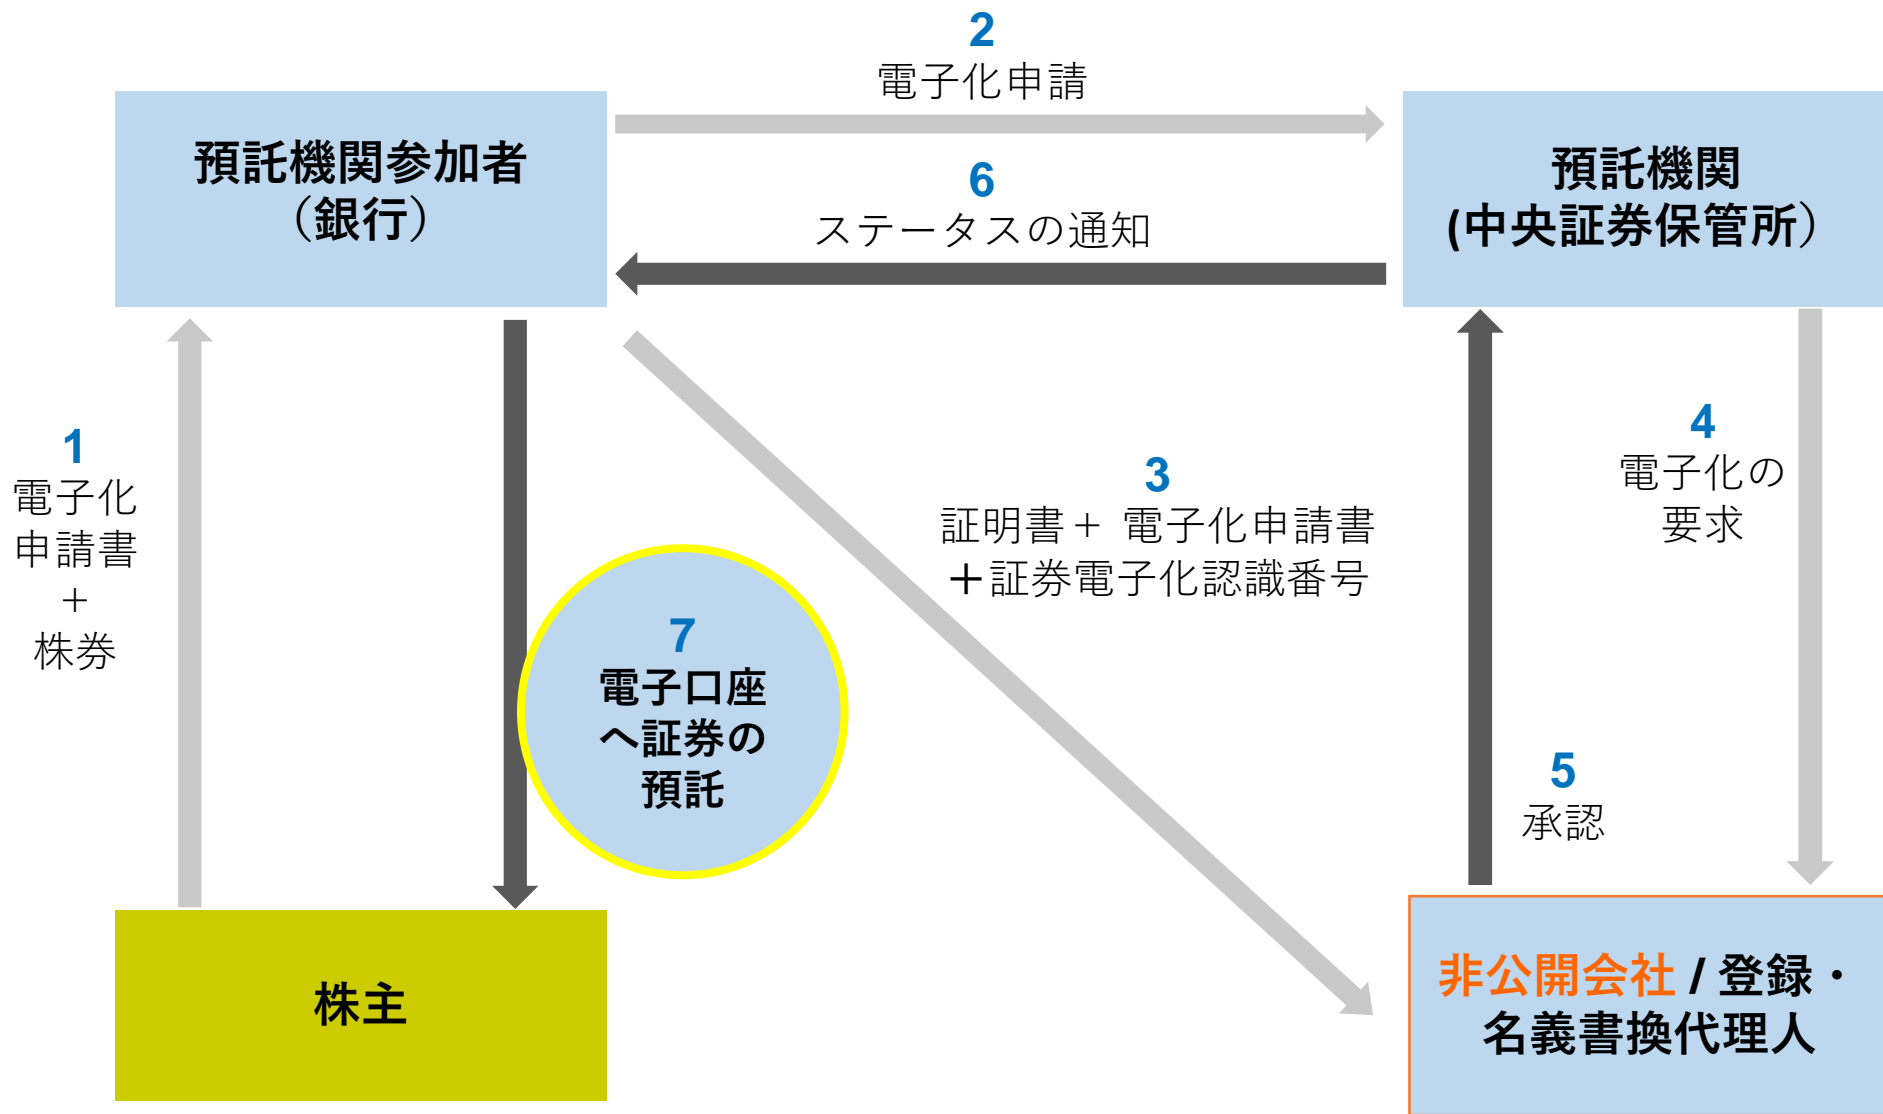 2
電子化申請
預託機関参加者
（銀行）
預託機関
(中央証券保管所）
6
ステータスの通知
1
電子化
申請書
+
株券
3
証明書＋ 電子化申請書
＋証券電子化認識番号
4
電子化の
要求
7
電子口座
へ証券の
預託
5
承認
株主
非公開会社 / 登録・
名義書換代理人